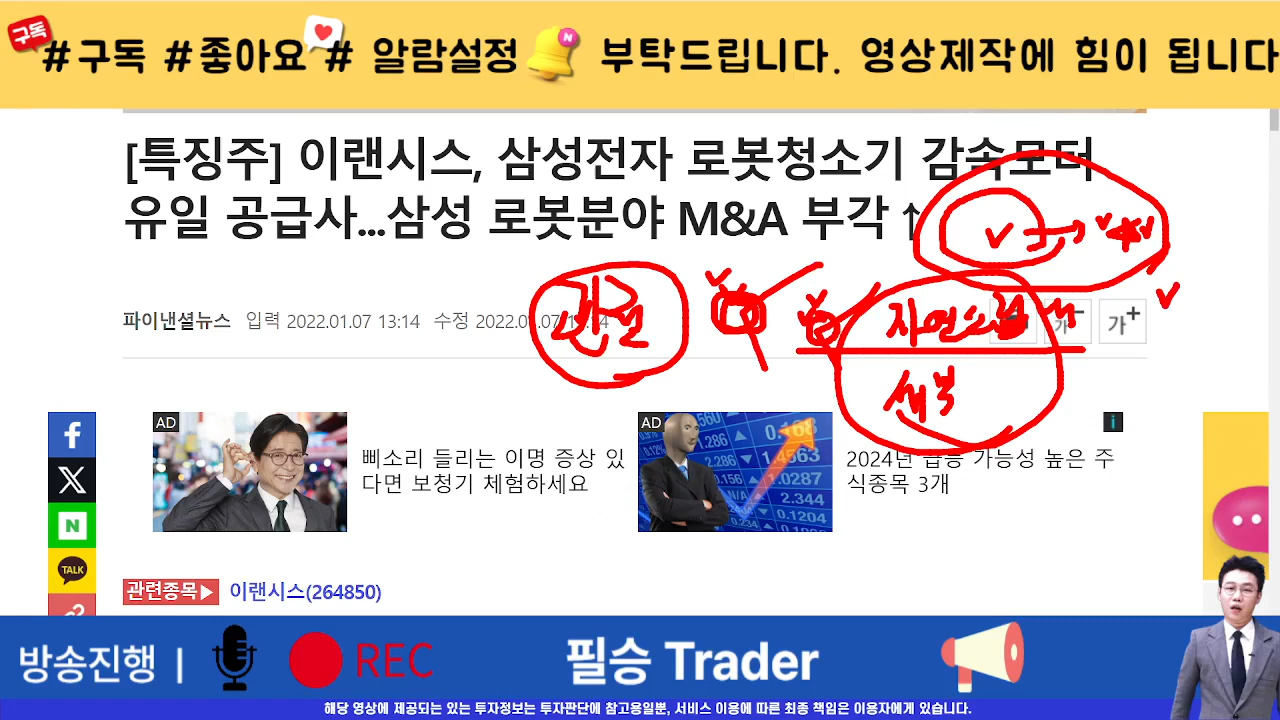 구독
#구독 #좋아요 # 알람설정 N 부탁드립니다. 영상제작에 힘이 됩니다
[특징주] 이랜시스, 삼성전자 로봇청소기 감속모터
유일 공급사...삼성 로봇분야 M&A 부각↑
파이낸셜뉴스 입력 2022.01.07 13:14 수정
관로
자연스럽게
가- 가+
AD
삐소리 들리는 이명 증상 있
다면 보청기 체험하세요
AD
2024년 급등 가능성 높은 주
식종목 3개
N
TALK
관련종목▶ 이랜시스(264850)
방송진행 | REC 필승 Trader
해당 영상에 제공되는 있는 투자정보는 투자판단에 참고용일뿐, 서비스 이용에 따른 최종 책임은 이용자에게 있습니다.